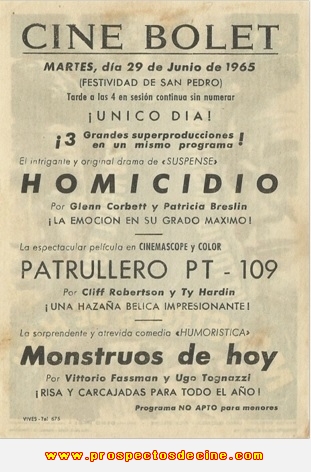 CINE BOLET
MARTES, día 29 de Junio de 1965
(FESTIVIDAD DE SAN PEDRO)
Tarde a las 4 en sesión continua sin numerar
¡UNICO DIA!
¡3 Grandes superproducciones
en un mismo programa!
El intrigante y original drama de «SUSPENSE»
HOMICIDIO
Por Glenn Corbett y Patricia Breslin
¡LA EMOCION EN SU GRADO MAXIMO!
La espectacular película en CINEMASCOPE y COLOR
PATRULLERO PT - 109
Por Cliff Robertson y Ty Hardin
¡UNA HAZAÑA BELICA IMPRESIONANTE!
La sorprendente y atrevida comedia «HUMORISTICA»
Monstruos de hoy
Por Vittorio Fassman y Ugo Tognazzi
¡RISA Y CARCAJADAS PARA TODO EL AÑO!
Programa NO APTO para menores
VIVES - Tel 675
www.prospectosdecine.com